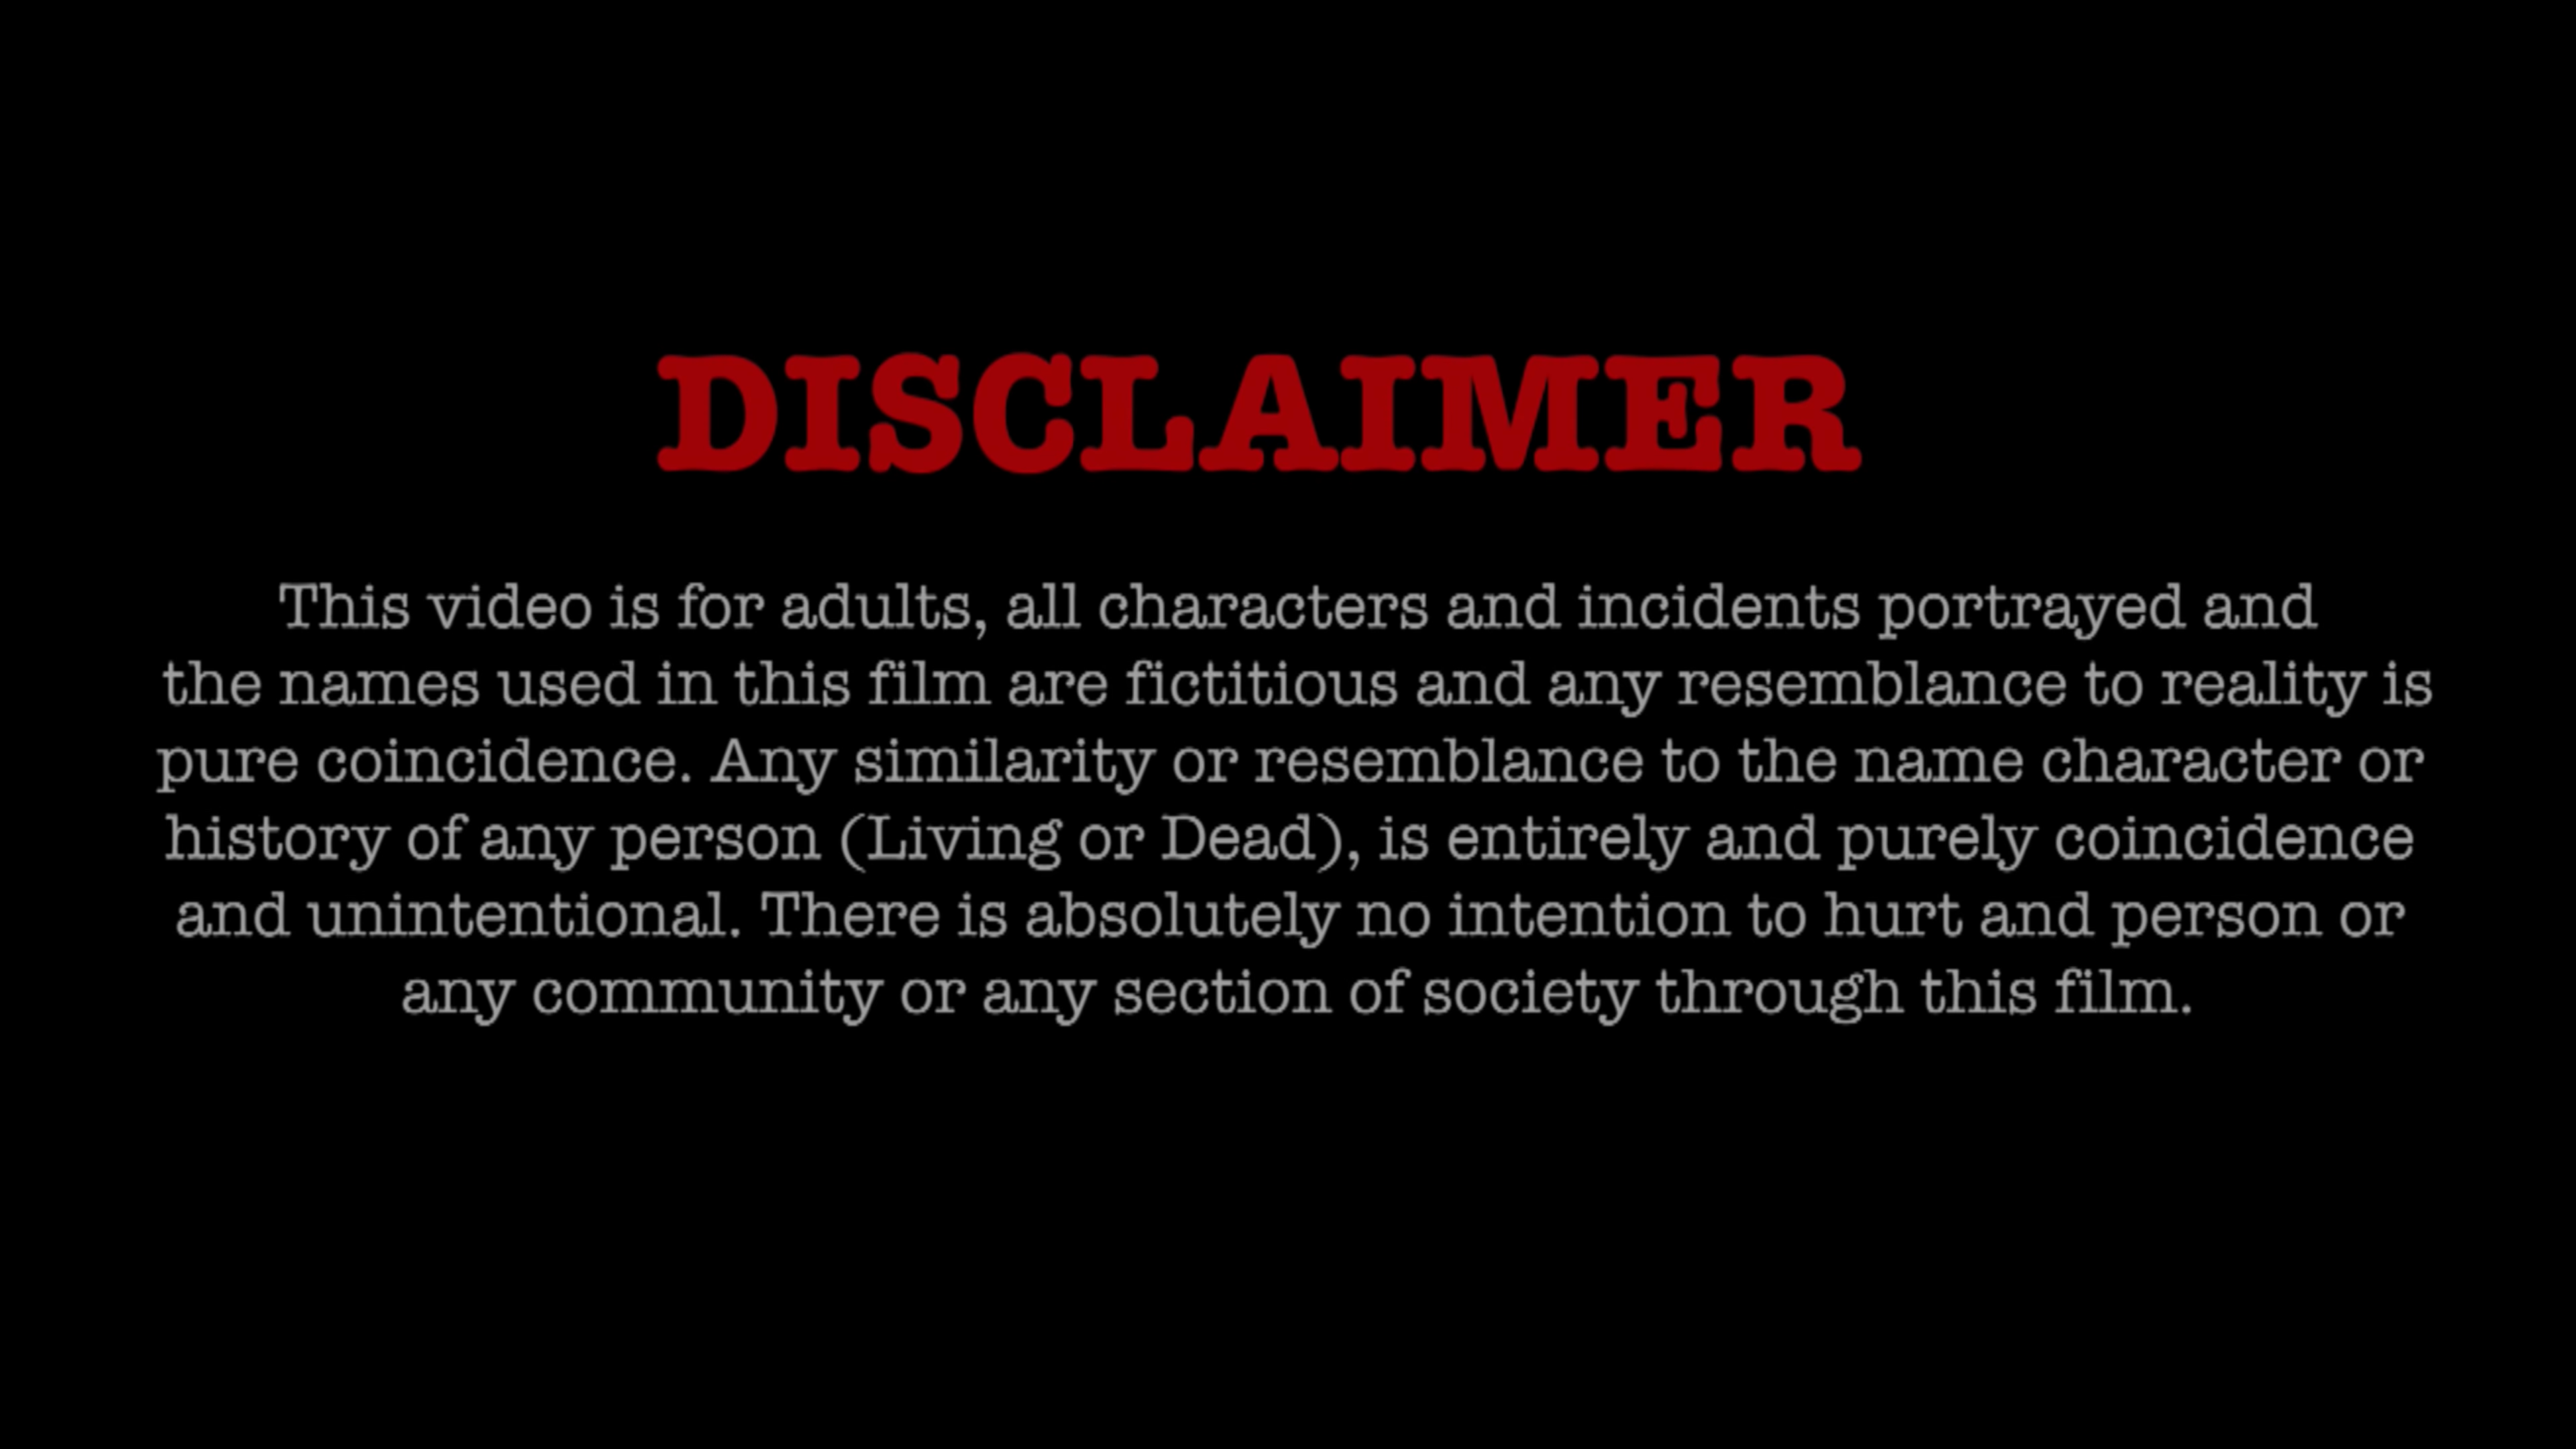 DISCLAIMER
This video is for adults, all characters and incidents portrayed and
the names used in this film are fictitious and any resemblance to reality is
pure coincidence. Any similarity or resemblance to the name character or
history of any person (Living or Dead), is entirely and purely coincidence
and unintentional. There is absolutely no intention to hurt and person or
any community or any section of society through this film.